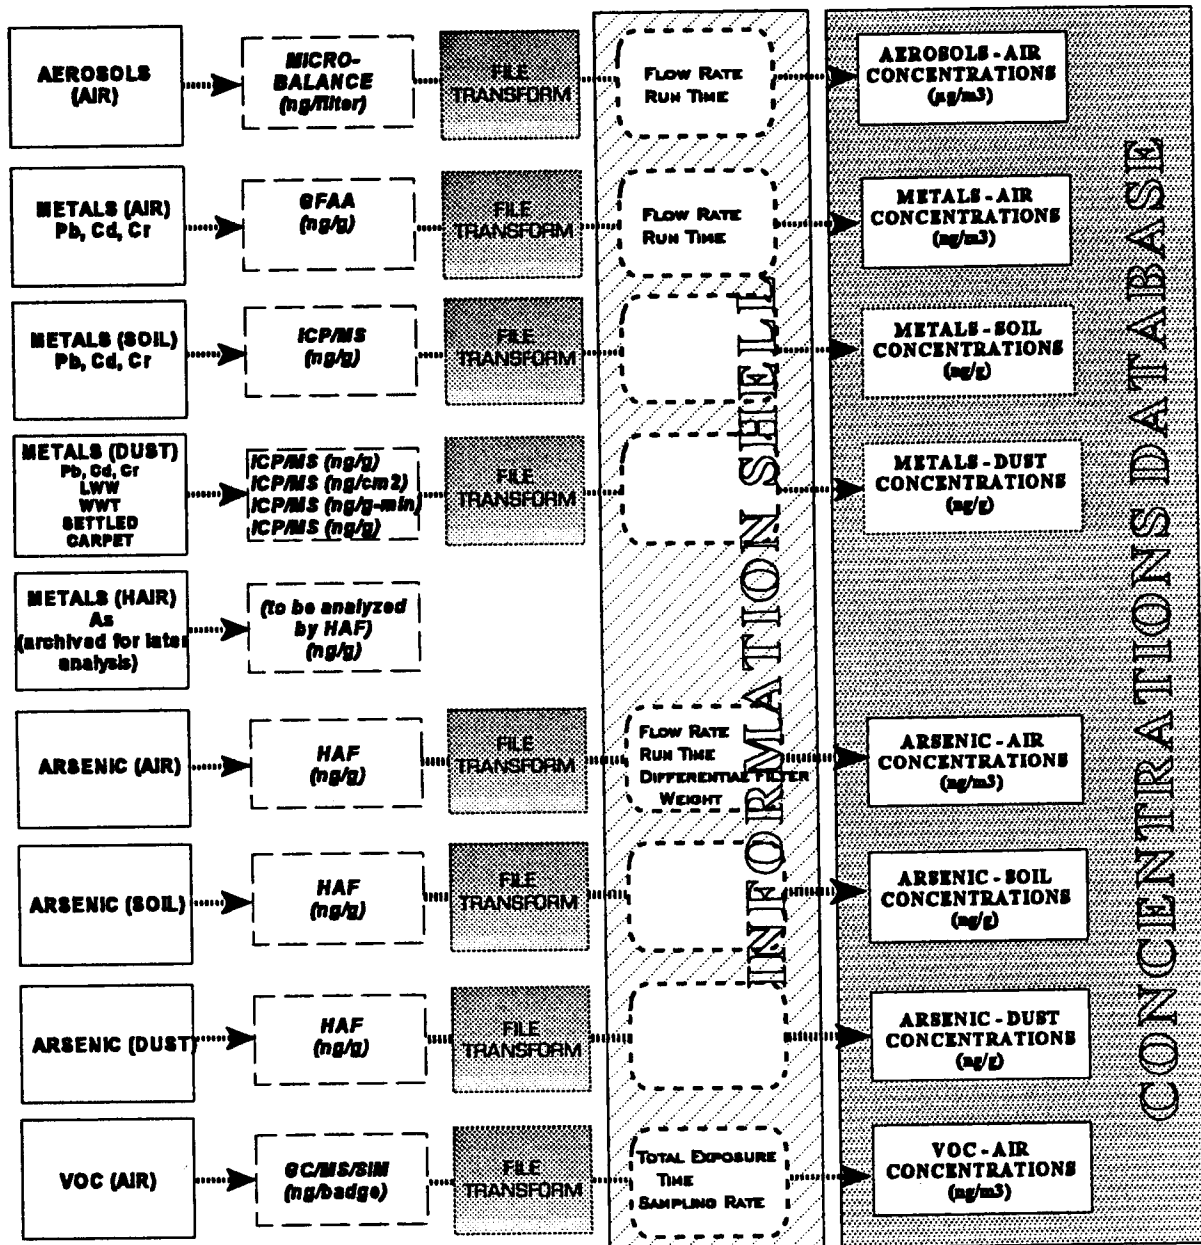 AEROSOLS
(AIR)
MICRO-
BALANCE
(ng/filter)
FILE
TRANSFORM
FLOW RATE
RUN TIME
AEROSOLS - AIR
CONCENTRATIONS
(µg/m3)
METALS (AIR)
Pb, Cd, Cr
GFAA
(ng/g)
FILE
TRANSFORM
FLOW RATE
RUN TIME
METALS - AIR
CONCENTRATIONS
(ng/m3)
METALS (SOIL)
Pb, Cd, Cr
ICP/MS
(ng/g)
FILE
TRANSFORM
METALS - SOIL
CONCENTRATIONS
(ng/g)
METALS (DUST)
Pb, Cd, Cr
LWW
WWT
SETTLED
CARPET
ICP/MS (ng/g)
ICP/MS (ng/cm2)
ICP/MS (ng/g-min)
ICP/MS (ng/g)
FILE
TRANSFORM
METALS - DUST
CONCENTRATIONS
(ng/g)
METALS (HAIR)
As
(archived for later
analysis)
(to be analyzed
by HAF)
(ng/g)
ARSENIC (AIR)
HAF
(ng/g)
FILE
TRANSFORM
FLOW RATE
RUN TIME
DIFFERENTIAL FILTER
WEIGHT
ARSENIC - AIR
CONCENTRATIONS
(ng/m3)
ARSENIC (SOIL)
HAF
(ng/g)
FILE
TRANSFORM
ARSENIC - SOIL
CONCENTRATIONS
(ng/g)
ARSENIC (DUST)
HAF
(ng/g)
FILE
TRANSFORM
ARSENIC - DUST
CONCENTRATIONS
(ng/g)
VOC (AIR)
GC/MS/SIM
(ng/badge)
FILE
TRANSFORM
TOTAL EXPOSURE
TIME
SAMPLING RATE
VOC - AIR
CONCENTRATIONS
(ng/m3)
INFORMATION SHELL
CONCENTRATIONS DATABASE